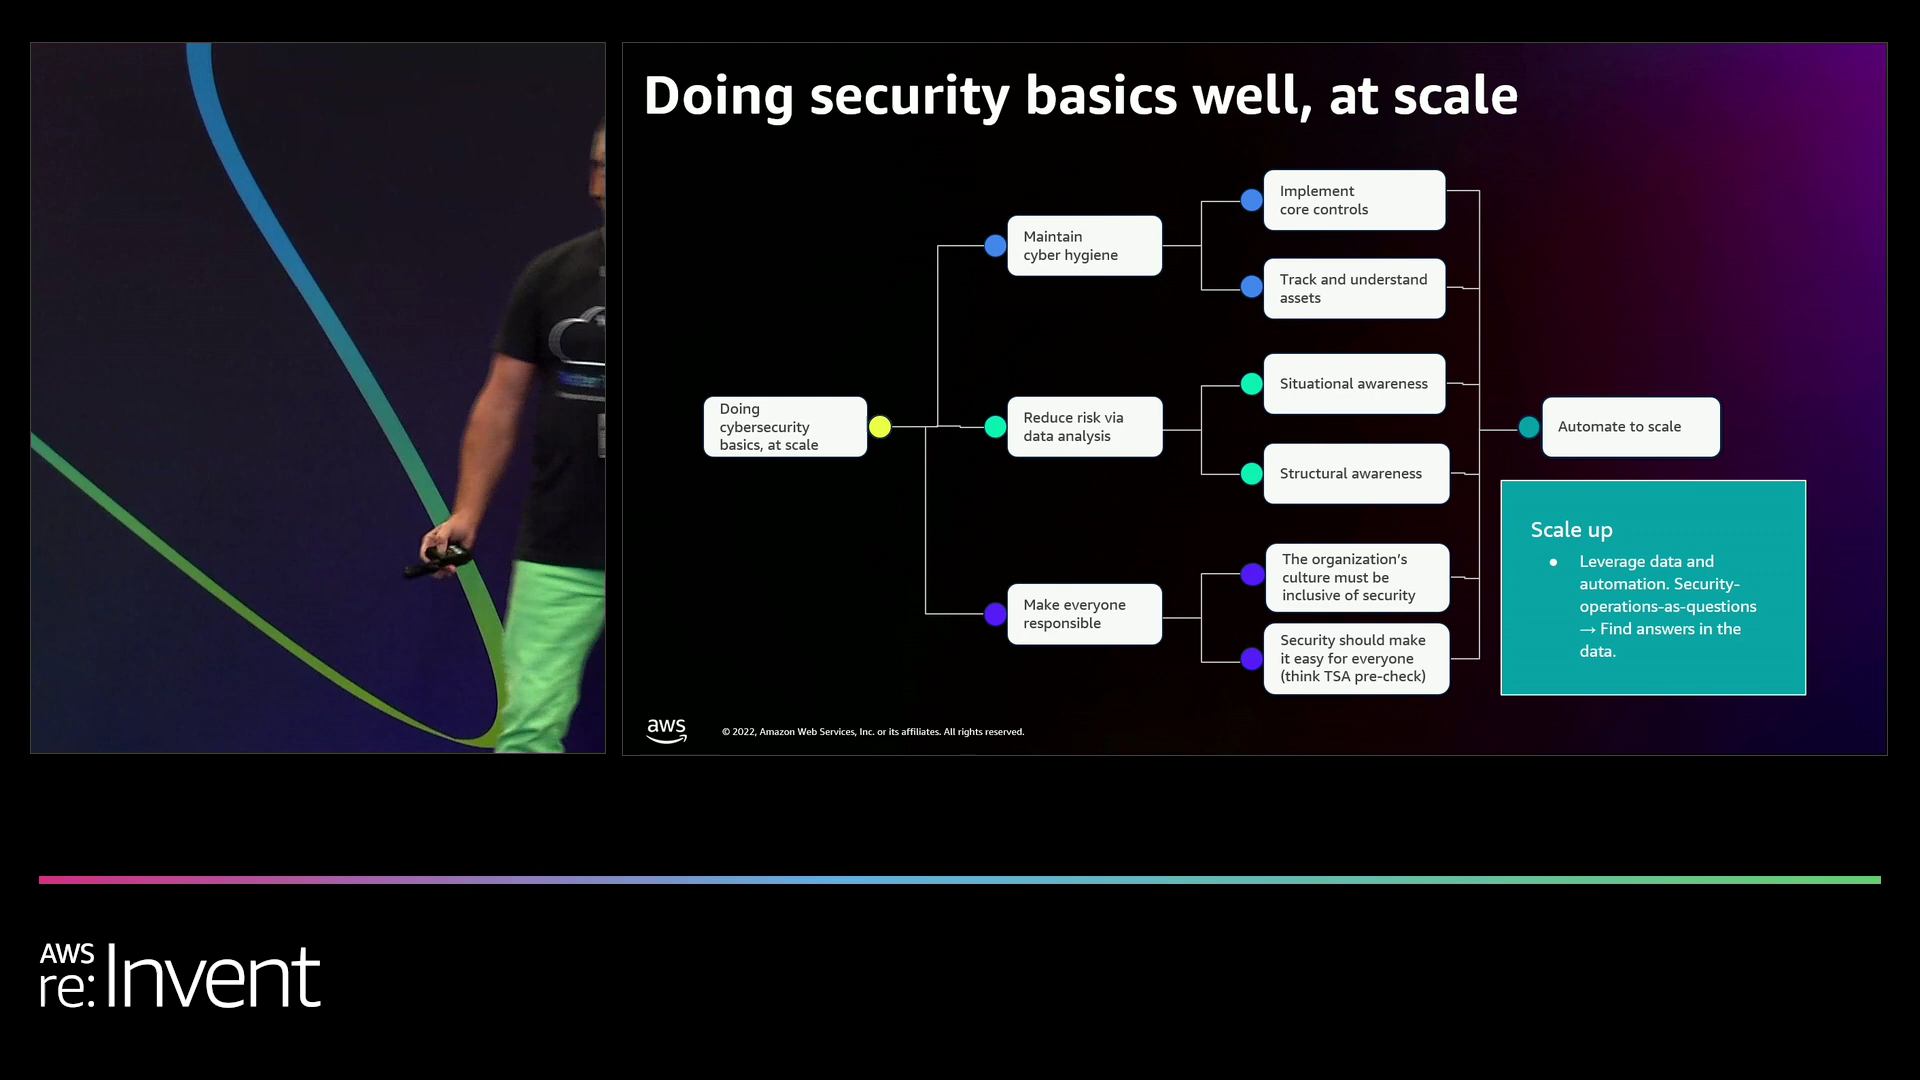 Doing security basics well, at scale
Doing
cybersecurity
basics, at scale
Maintain
cyber hygiene
Reduce risk via
data analysis
Make everyone
responsible
Implement
core controls
Track and understand
assets
Situational awareness
Structural awareness
The organization’s
culture must be
inclusive of security
Security should make
it easy for everyone
(think TSA pre-check)
Automate to scale
Scale up
● Leverage data and
automation. Security-
operations-as-questions
→ Find answers in the
data.
aws
© 2022, Amazon Web Services, Inc. or its affiliates. All rights reserved.
AWS
re:Invent